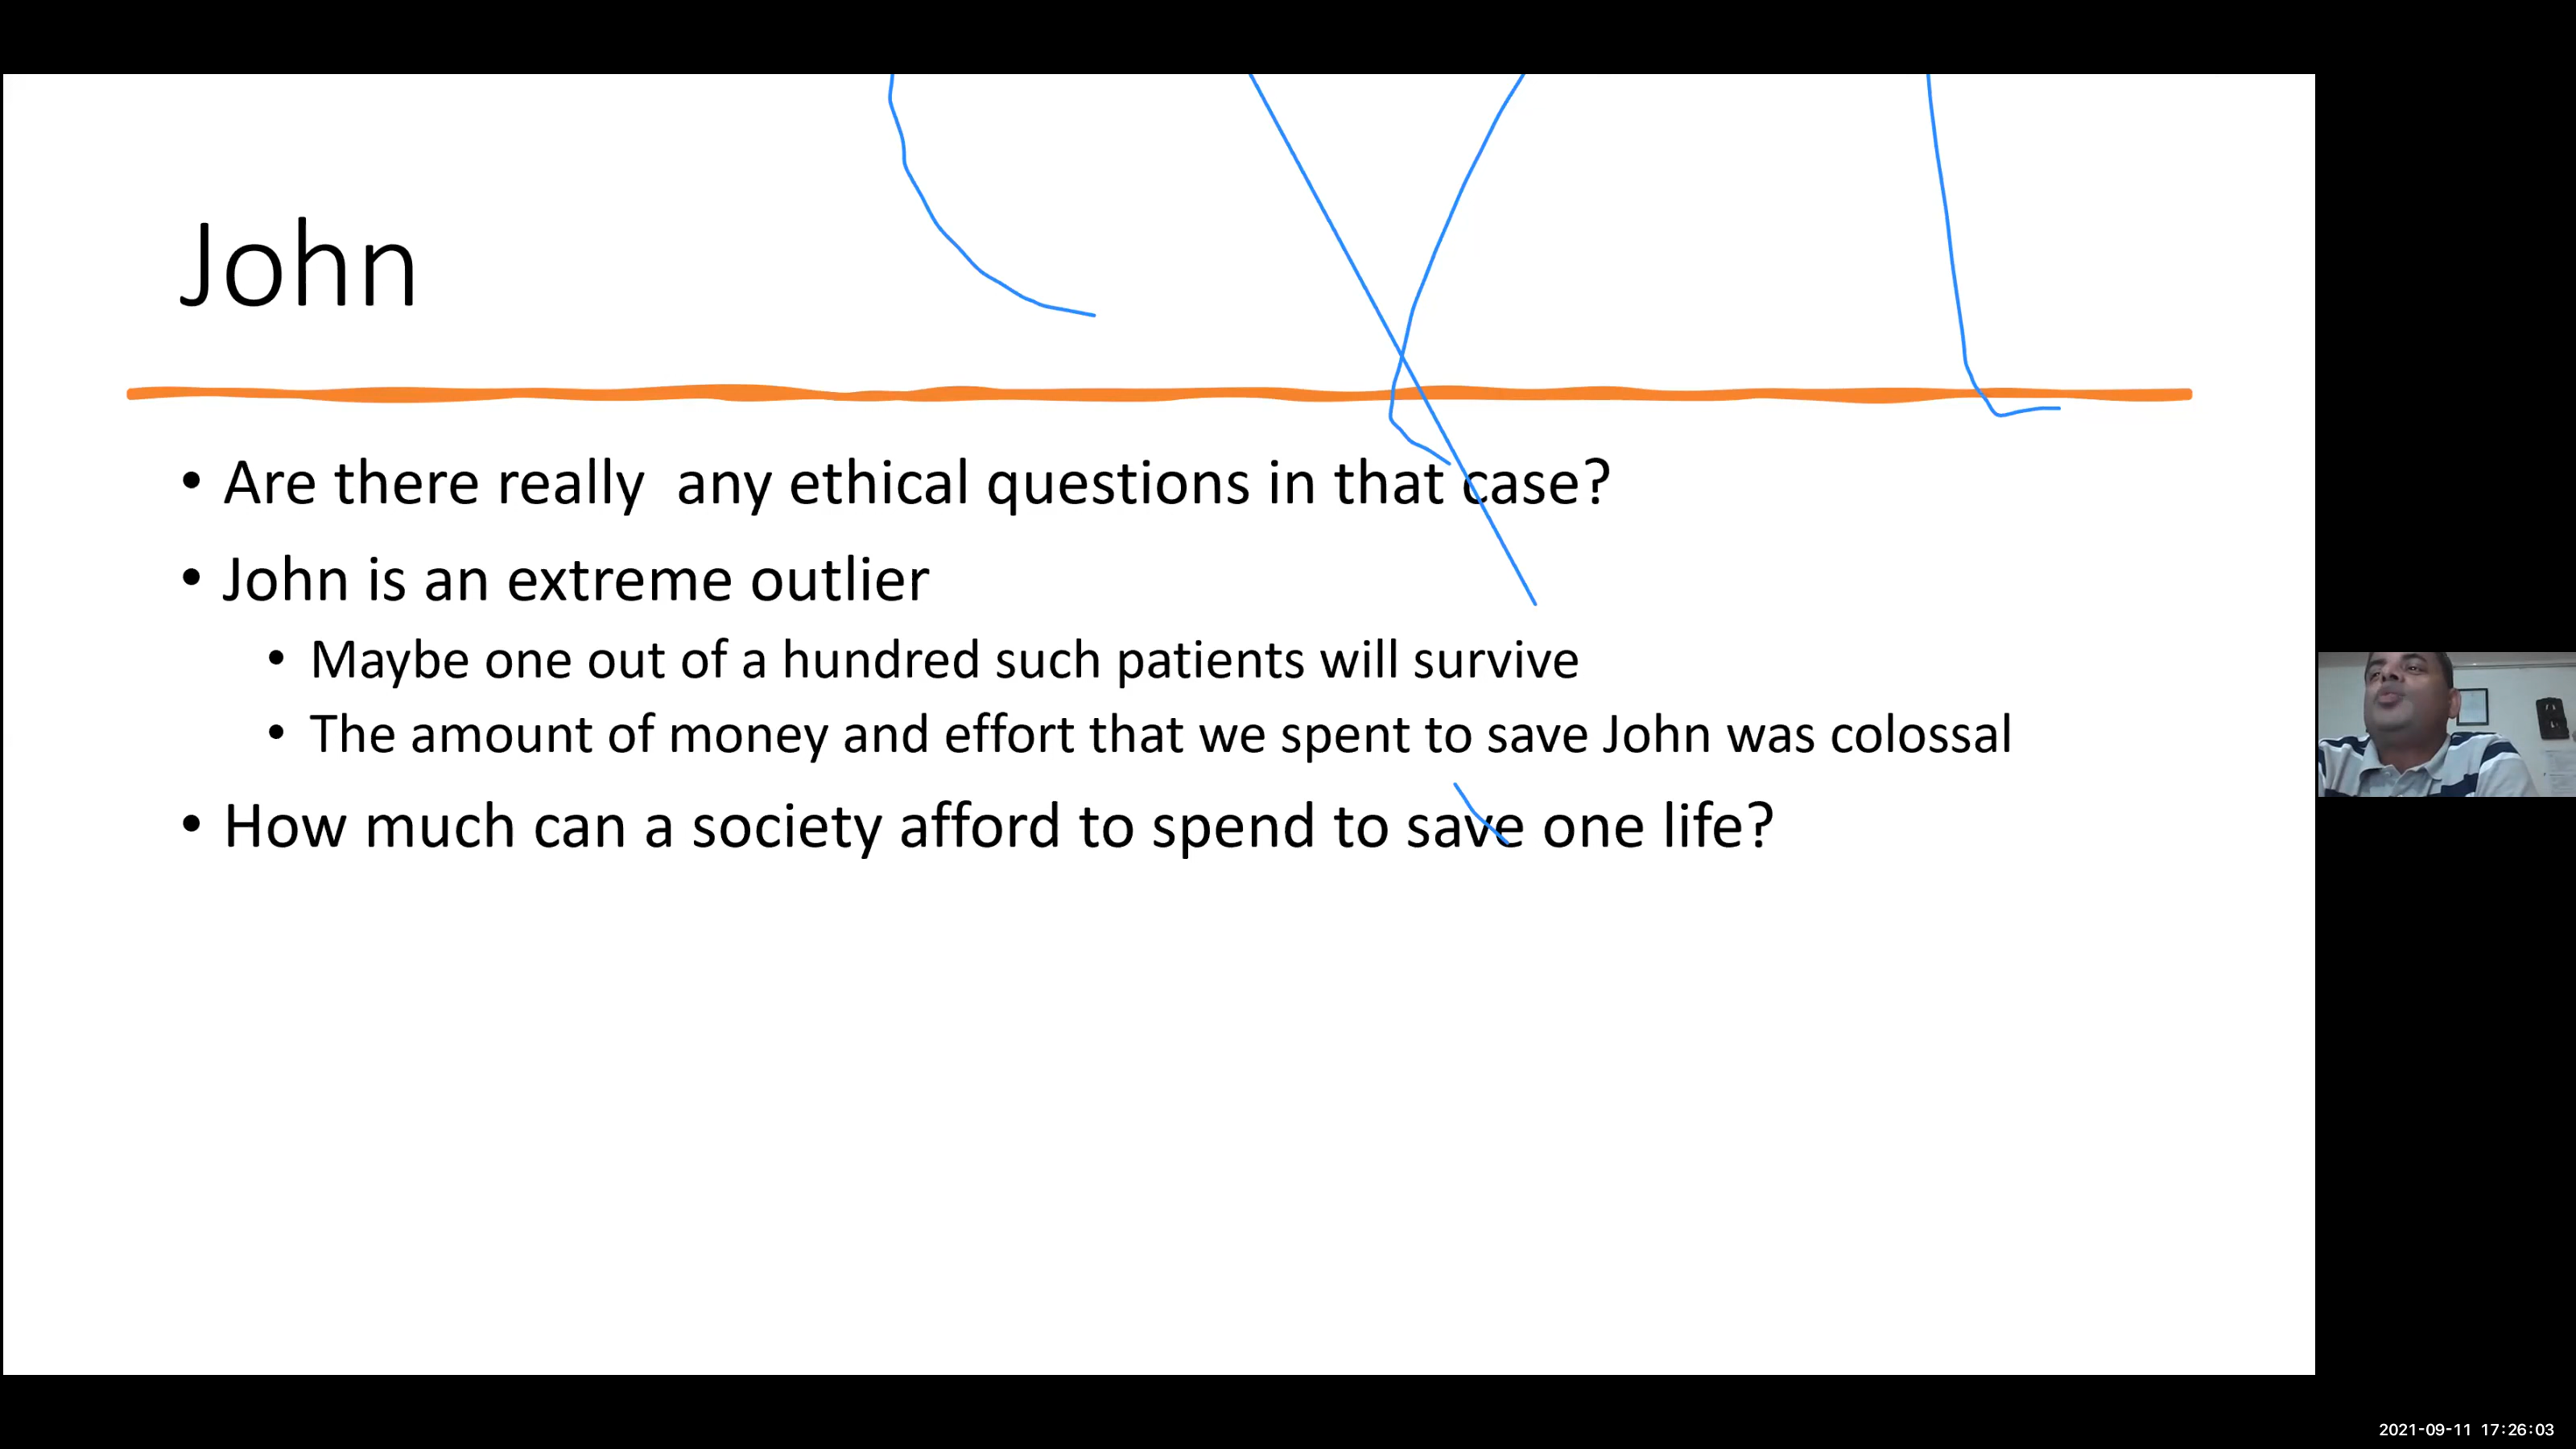 John
• Are there really  any ethical questions in that case?
• John is an extreme outlier
• Maybe one out of a hundred such patients will survive
• The amount of money and effort that we spent to save John was colossal
• How much can a society afford to spend to save one life?
2021-09-11 17:26:03